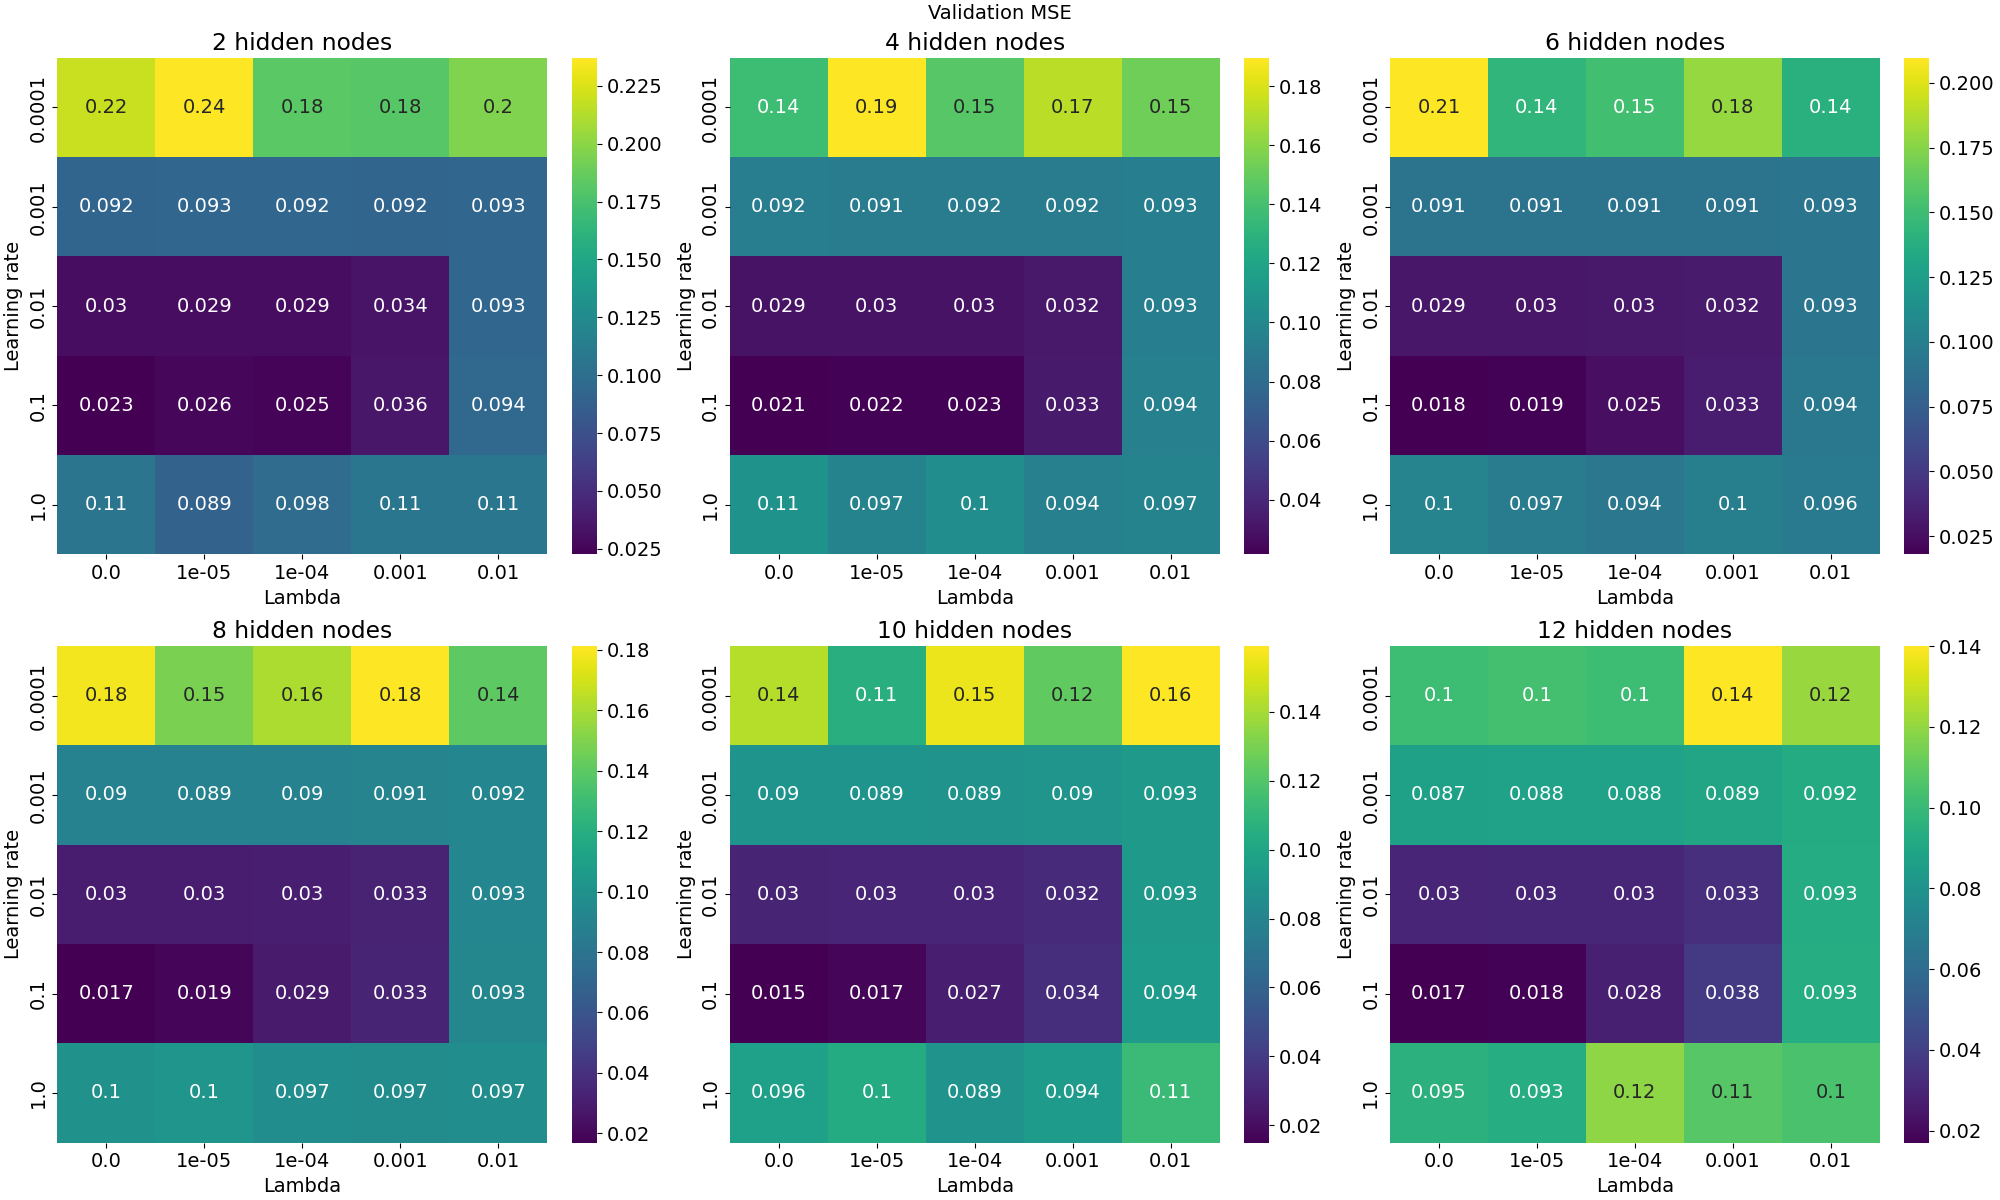 Validation MSE
2 hidden nodes
Learning rate
0.0001 0.22 0.24 0.18 0.18 0.2
0.001 0.092 0.093 0.092 0.092 0.093
0.01 0.03 0.029 0.029 0.034 0.093
0.1 0.023 0.026 0.025 0.036 0.094
1.0 0.11 0.089 0.098 0.11 0.11
0.0 1e-05 1e-04 0.001 0.01
Lambda
0.225
0.200
0.175
0.150
0.125
0.100
0.075
0.050
0.025
4 hidden nodes
Learning rate
0.0001 0.14 0.19 0.15 0.17 0.15
0.001 0.092 0.091 0.092 0.092 0.093
0.01 0.029 0.03 0.03 0.032 0.093
0.1 0.021 0.022 0.023 0.033 0.094
1.0 0.11 0.097 0.1 0.094 0.097
0.0 1e-05 1e-04 0.001 0.01
Lambda
0.18
0.16
0.14
0.12
0.10
0.08
0.06
0.04
6 hidden nodes
Learning rate
0.0001 0.21 0.14 0.15 0.18 0.14
0.001 0.091 0.091 0.091 0.091 0.093
0.01 0.029 0.03 0.03 0.032 0.093
0.1 0.018 0.019 0.025 0.033 0.094
1.0 0.1 0.097 0.094 0.1 0.096
0.0 1e-05 1e-04 0.001 0.01
Lambda
0.200
0.175
0.150
0.125
0.100
0.075
0.050
0.025
8 hidden nodes
Learning rate
0.0001 0.18 0.15 0.16 0.18 0.14
0.001 0.09 0.089 0.09 0.091 0.092
0.01 0.03 0.03 0.03 0.033 0.093
0.1 0.017 0.019 0.029 0.033 0.093
1.0 0.1 0.1 0.097 0.097 0.097
0.0 1e-05 1e-04 0.001 0.01
Lambda
0.18
0.16
0.14
0.12
0.10
0.08
0.06
0.04
0.02
10 hidden nodes
Learning rate
0.0001 0.14 0.11 0.15 0.12 0.16
0.001 0.09 0.089 0.089 0.09 0.093
0.01 0.03 0.03 0.03 0.032 0.093
0.1 0.015 0.017 0.027 0.034 0.094
1.0 0.096 0.1 0.089 0.094 0.11
0.0 1e-05 1e-04 0.001 0.01
Lambda
0.14
0.12
0.10
0.08
0.06
0.04
0.02
12 hidden nodes
Learning rate
0.0001 0.1 0.1 0.1 0.14 0.12
0.001 0.087 0.088 0.088 0.089 0.092
0.01 0.03 0.03 0.03 0.033 0.093
0.1 0.017 0.018 0.028 0.038 0.093
1.0 0.095 0.093 0.12 0.11 0.1
0.0 1e-05 1e-04 0.001 0.01
Lambda
0.14
0.12
0.10
0.08
0.06
0.04
0.02